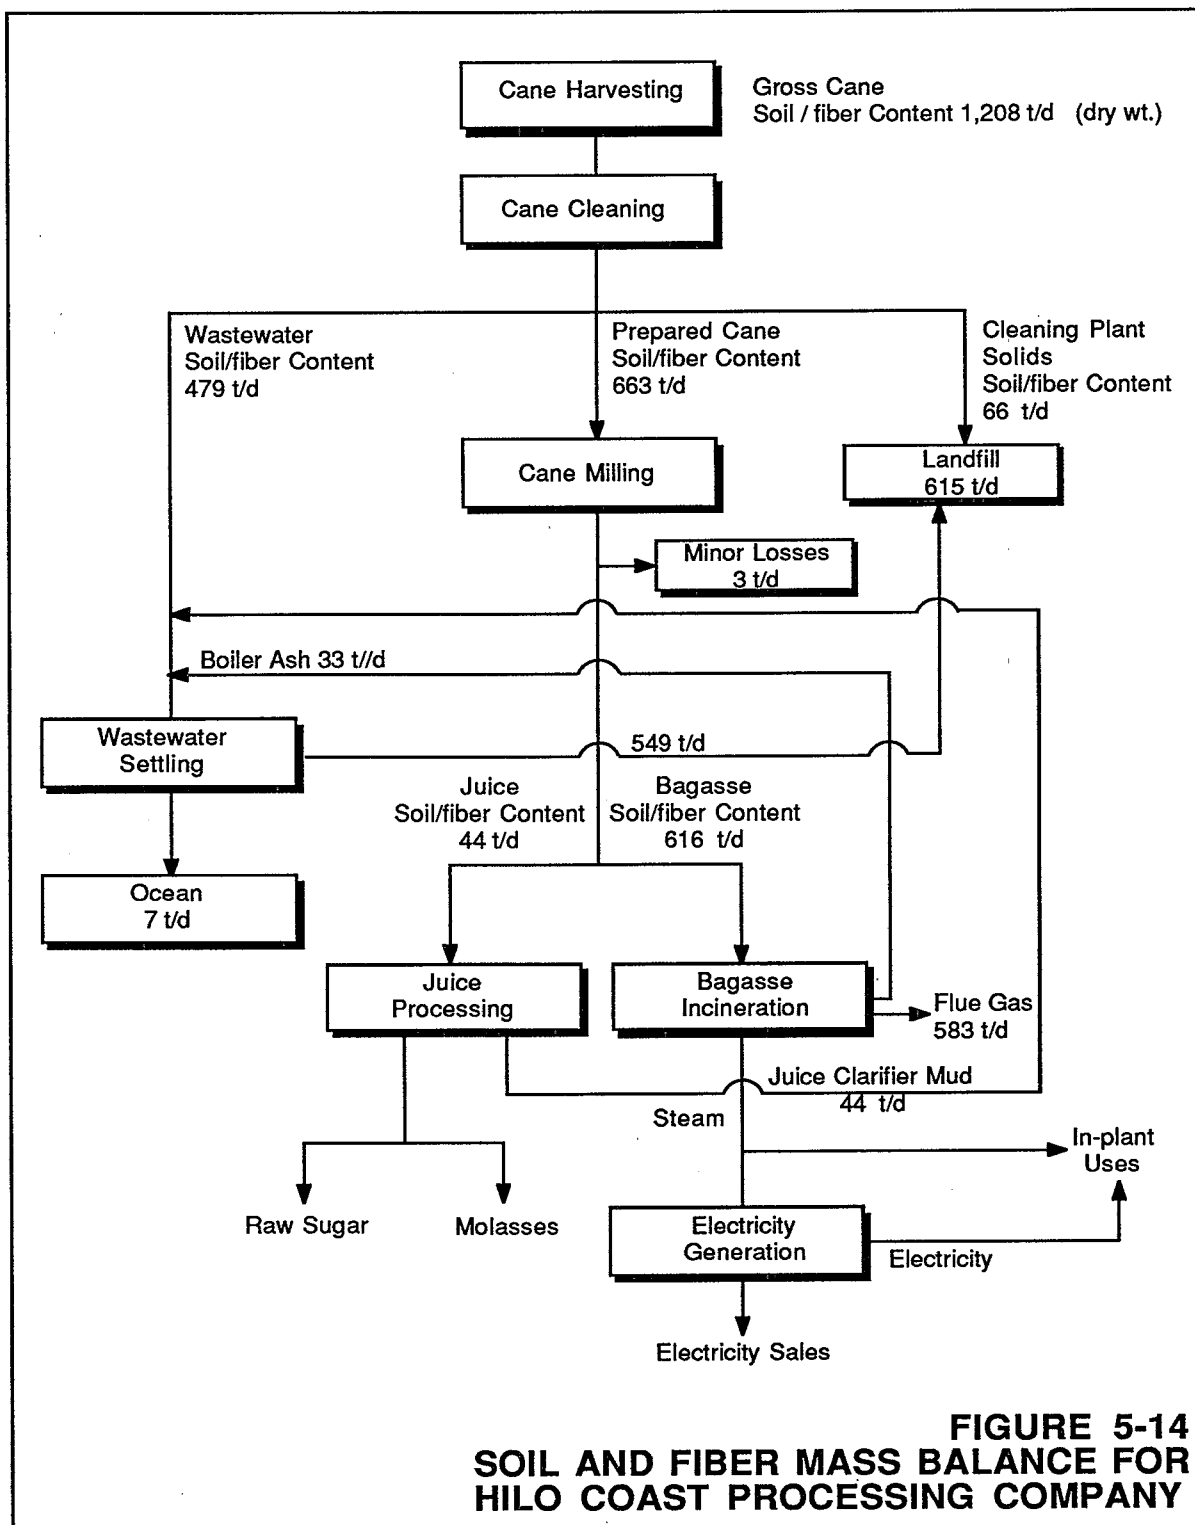 Cane Harvesting
Gross Cane
Soil / fiber Content 1,208 t/d (dry wt.)
Cane Cleaning
Wastewater
Soil/fiber Content
479 t/d
Prepared Cane
Soil/fiber Content
663 t/d
Cleaning Plant
Solids
Soil/fiber Content
66 t/d
Cane Milling
Landfill
615 t/d
Minor Losses
3 t/d
Boiler Ash 33 t//d
Wastewater
Settling
549 t/d
Juice
Soil/fiber Content
44 t/d
Bagasse
Soil/fiber Content
616 t/d
Ocean
7 t/d
Juice
Processing
Bagasse
Incineration
Flue Gas
583 t/d
Juice Clarifier Mud
44 t/d
Steam
In-plant
Uses
Raw Sugar
Molasses
Electricity
Generation
Electricity
Electricity Sales
FIGURE 5-14
SOIL AND FIBER MASS BALANCE FOR
HILO COAST PROCESSING COMPANY